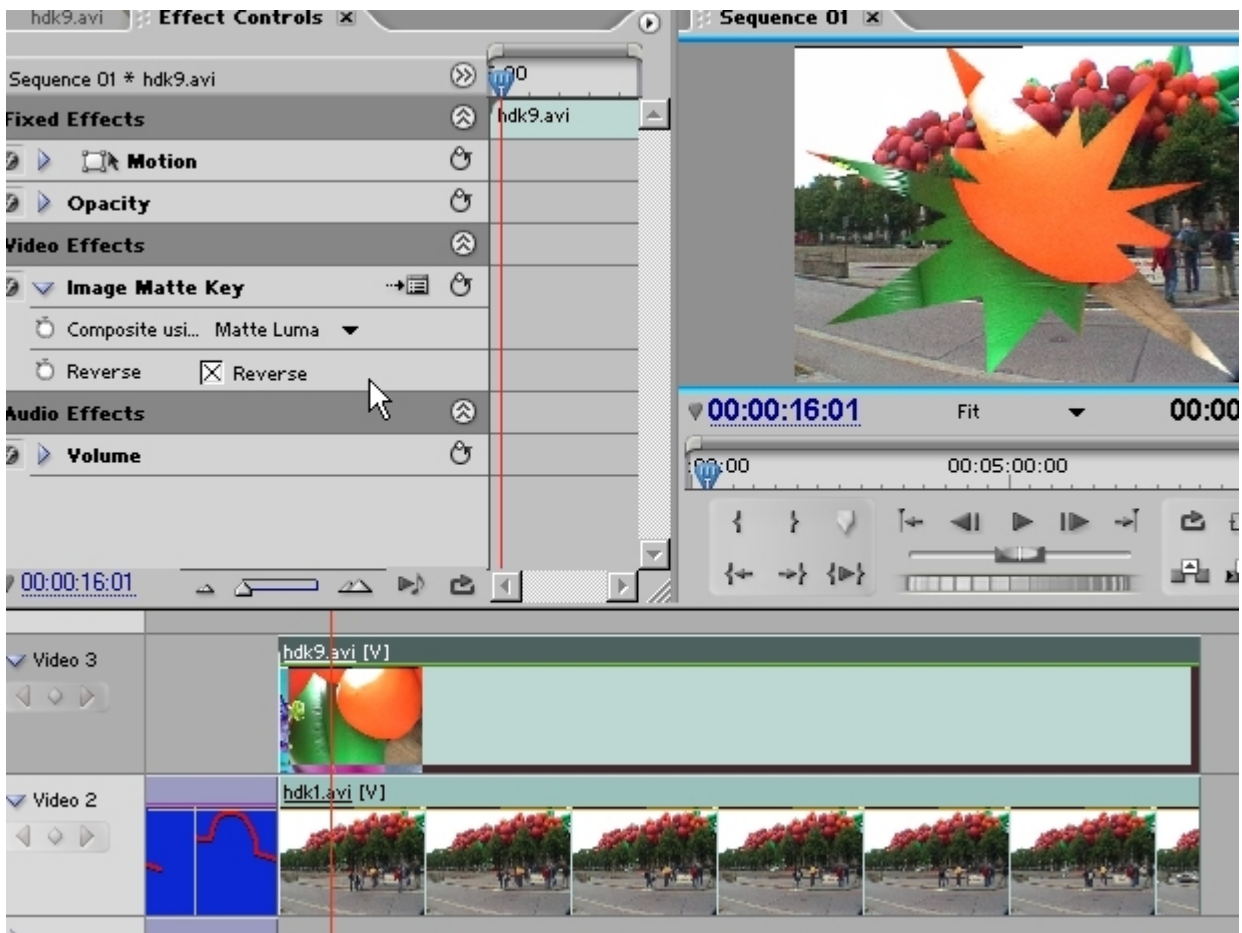 hdk9.avi
Effect Controls
Sequence 01
Sequence 01 * hdk9.avi
Fixed Effects
hdk9.avi
Motion
Opacity
Video Effects
Image Matte Key
Composite usi... Matte Luma
Reverse Reverse
Audio Effects
Volume
00:00:16:01
00:00:16:01 Fit 00:00
:00:00 00:05:00:00
Video 3
hdk9.avi [V]
Video 2
hdk1.avi [V]